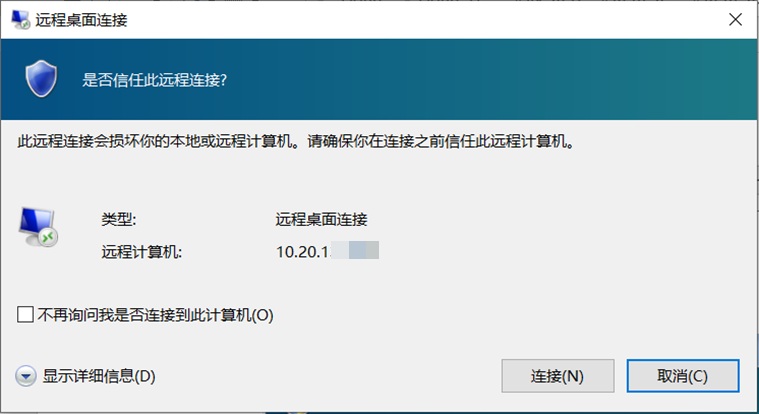 远程桌面连接
是否信任此远程连接?
此远程连接会损坏你的本地或远程计算机。请确保你在连接之前信任此远程计算机。
类型: 远程桌面连接
远程计算机: 10.20.1
不再询问我是否连接到此计算机(O)
显示详细信息(D) 连接(N) 取消(C)